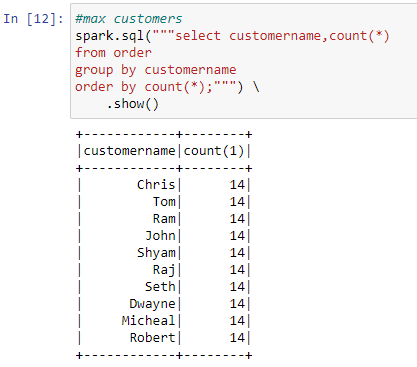 In [12]: #max customers
spark.sql("""select customername,count(*)
from order
group by customername
order by count(*);""") \
    .show()
+------------+--------+
|customername|count(1)|
+------------+--------+
|       Chris|      14|
|         Tom|      14|
|         Ram|      14|
|        John|      14|
|       Shyam|      14|
|         Raj|      14|
|        Seth|      14|
|      Dwayne|      14|
|     Micheal|      14|
|      Robert|      14|
+------------+--------+